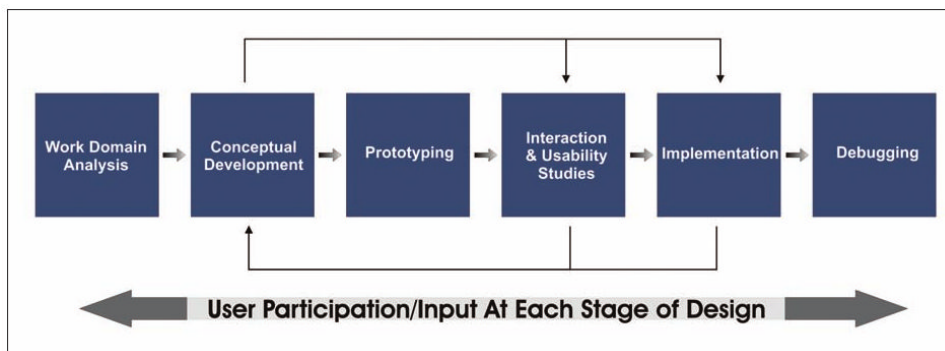 Work Domain
Analysis
Conceptual
Development
Prototyping
Interaction
& Usability
Studies
Implementation
Debugging
User Participation/Input At Each Stage of Design